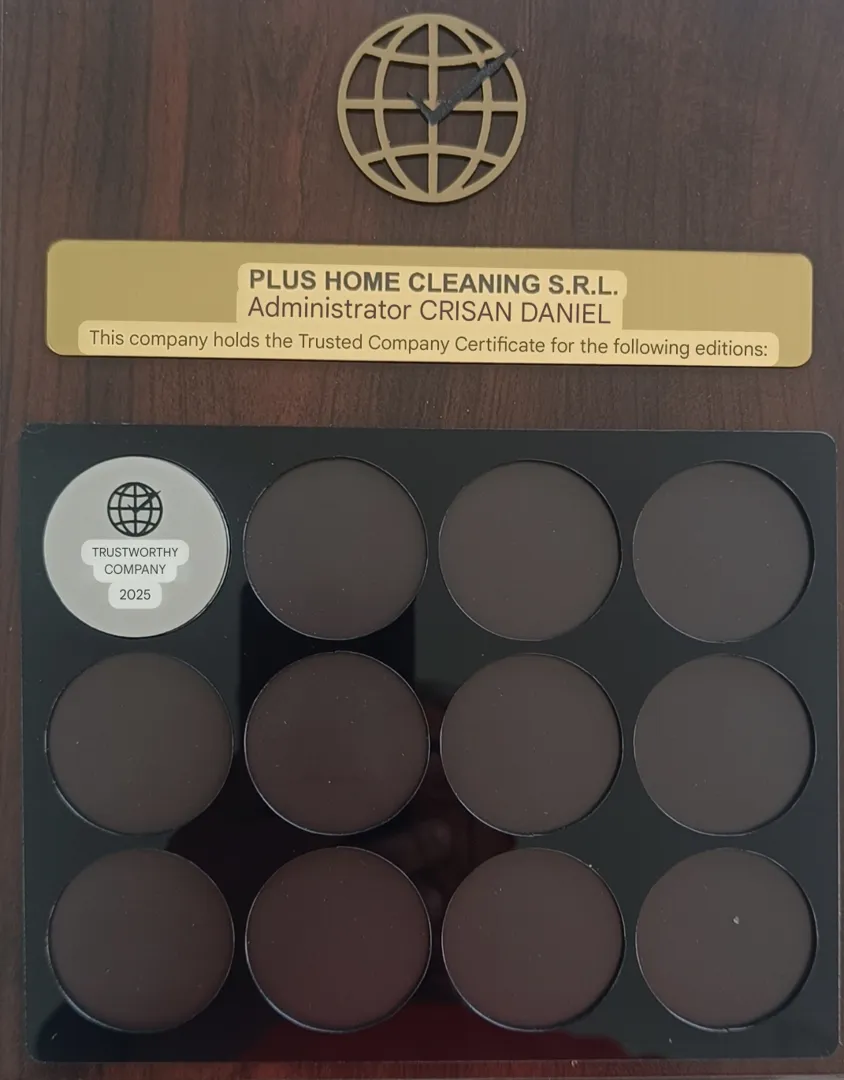 PLUS HOME CLEANING S.R.L.
Administrator CRISAN DANIEL
This company holds the Trusted Company Certificate for the following editions:
TRUSTWORTHY
COMPANY
2025